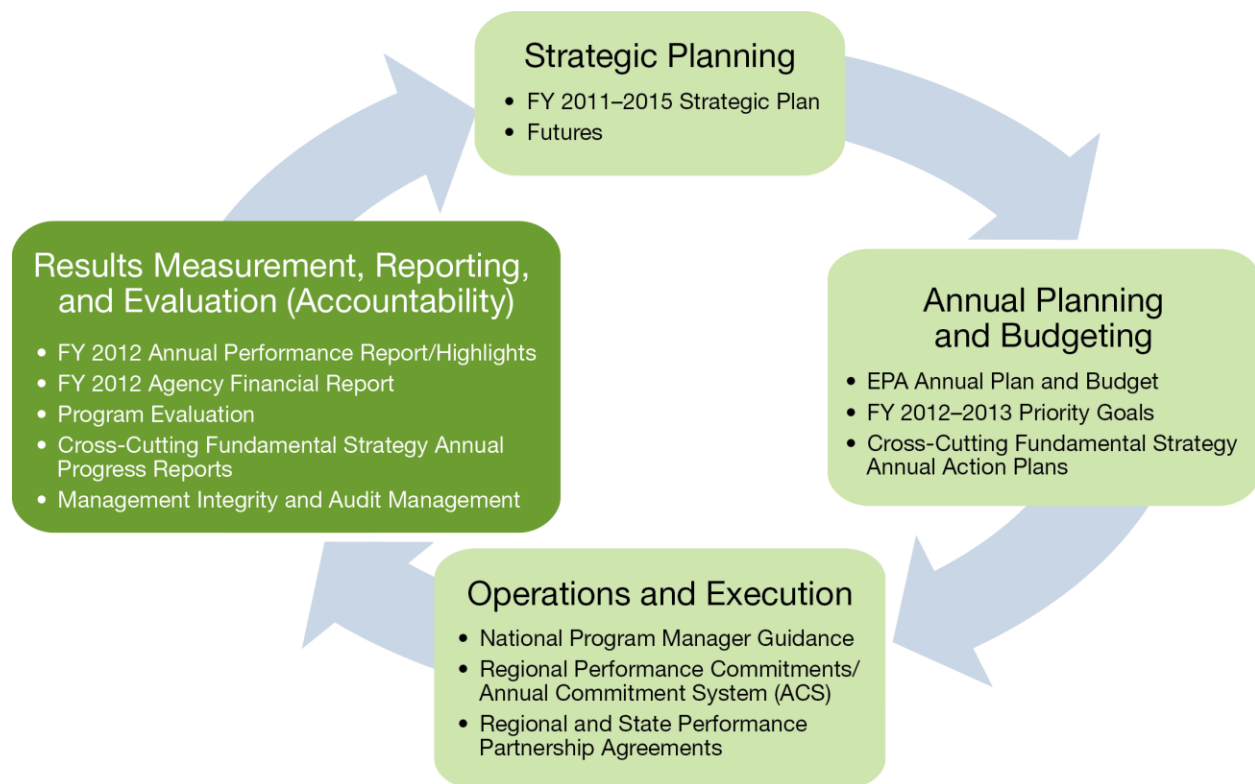 Strategic Planning
• FY 2011–2015 Strategic Plan
• Futures
Annual Planning
and Budgeting
• EPA Annual Plan and Budget
• FY 2012–2013 Priority Goals
• Cross-Cutting Fundamental Strategy
Annual Action Plans
Operations and Execution
• National Program Manager Guidance
• Regional Performance Commitments/
Annual Commitment System (ACS)
• Regional and State Performance
Partnership Agreements
Results Measurement, Reporting,
and Evaluation (Accountability)
• FY 2012 Annual Performance Report/Highlights
• FY 2012 Agency Financial Report
• Program Evaluation
• Cross-Cutting Fundamental Strategy Annual
Progress Reports
• Management Integrity and Audit Management